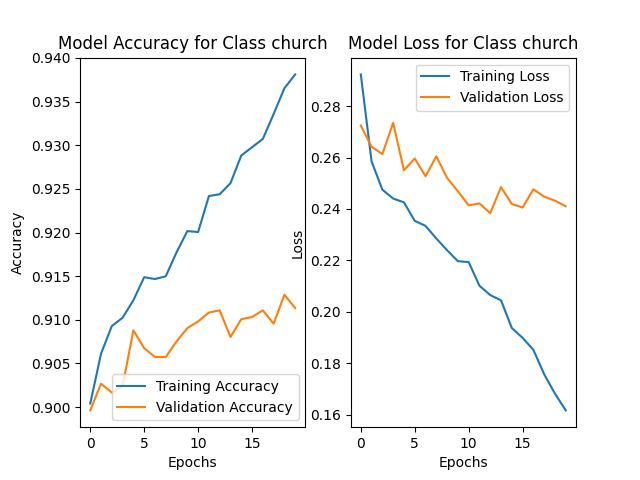 Model Accuracy for Class church
0.940
0.935
0.930
0.925
0.920
0.915
0.910
0.905
0.900
Accuracy
Training Accuracy
Validation Accuracy
0 5 10 15
Epochs
Model Loss for Class church
Training Loss
Validation Loss
0.28
0.26
0.24
0.22
0.20
0.18
0.16
Loss
0 5 10 15
Epochs